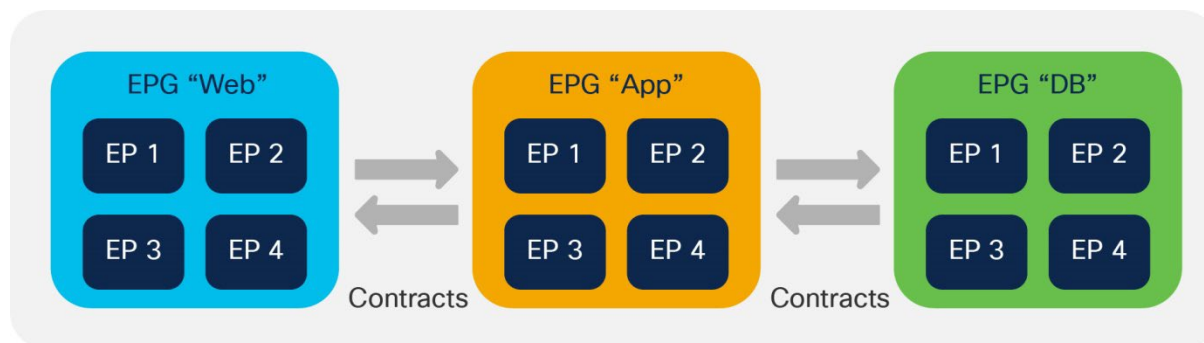 EPG “Web”
EP 1 EP 2
EP 3 EP 4
Contracts
EPG “App”
EP 1 EP 2
EP 3 EP 4
Contracts
EPG “DB”
EP 1 EP 2
EP 3 EP 4